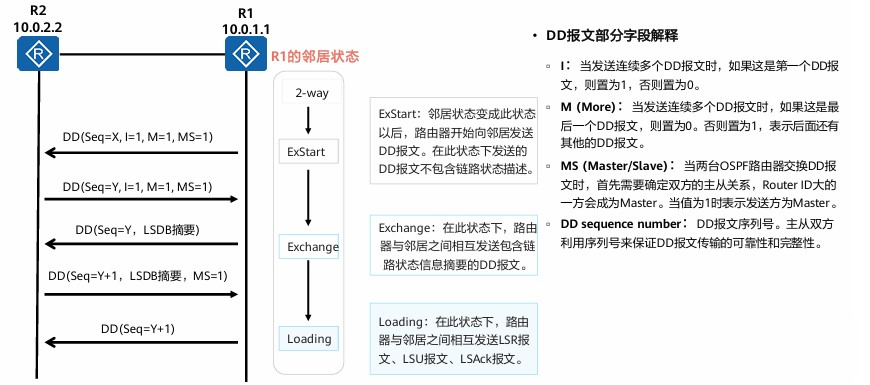 R2
10.0.2.2
R1
10.0.1.1
R
R
R1的邻居状态
DD(Seq=X, I=1, M=1, MS=1)
DD(Seq=Y, I=1, M=1, MS=1)
DD(Seq=Y，LSDB摘要)
DD(Seq=Y+1，LSDB摘要，MS=1)
DD(Seq=Y+1)
2-way
ExStart
Exchange
Loading
ExStart：邻居状态变成此状态
以后，路由器开始向邻居发送
DD报文。在此状态下发送的
DD报文不包含链路状态描述。
Exchange：在此状态下，路由
器与邻居之间相互发送包含链
路状态信息摘要的DD报文。
Loading：在此状态下，路由
器与邻居之间相互发送LSR报
文、LSU报文、LSAck报文。
• DD报文部分字段解释
▫ I： 当发送连续多个DD报文时，如果这是第一个DD报
文，则置为1，否则置为0。
▫ M (More)： 当发送连续多个DD报文时，如果这是最
后一个DD报文，则置为0。否则置为1，表示后面还有
其他的DD报文。
▫ MS (Master/Slave)： 当两台OSPF路由器交换DD报
文时，首先需要确定双方的主从关系，Router ID大的
一方会成为Master。当值为1时表示发送方为Master。
▫ DD sequence number： DD报文序列号。主从双方
利用序列号来保证DD报文传输的可靠性和完整性。